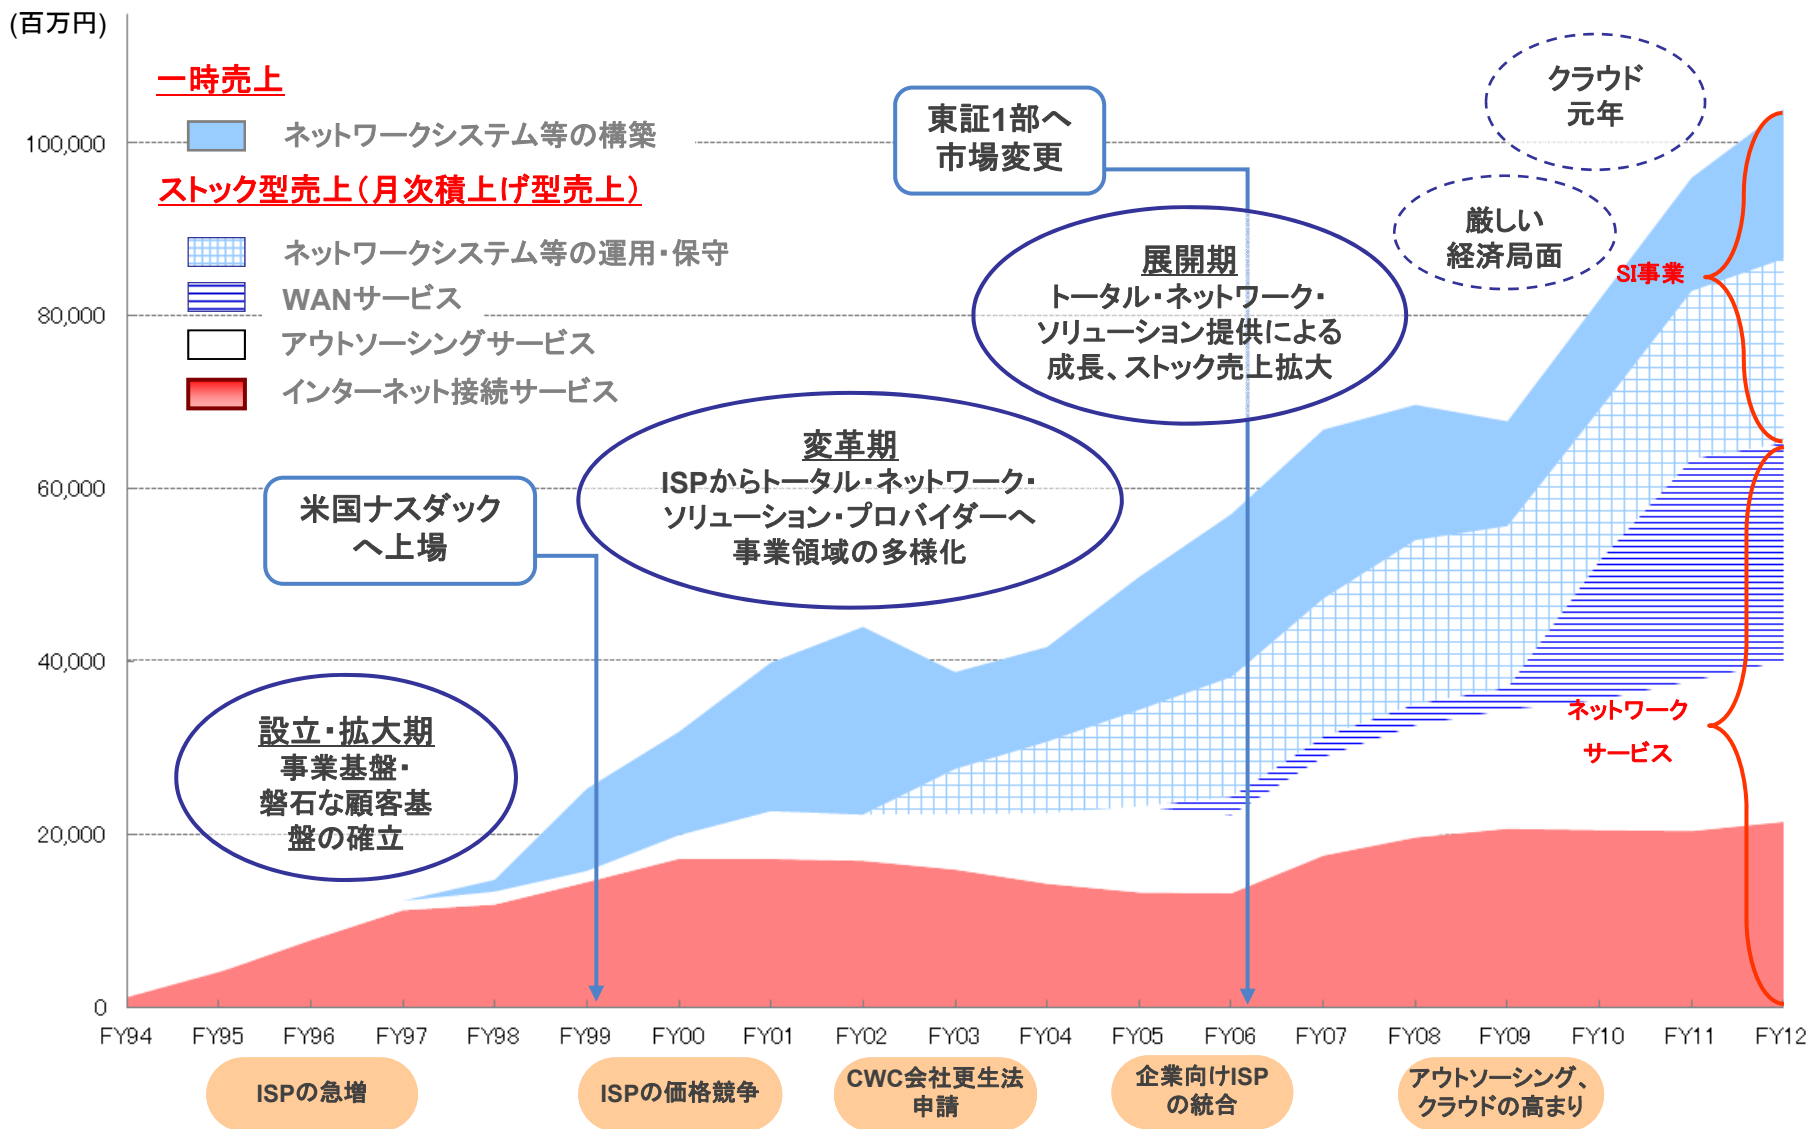 (百万円)
一時売上
ネットワークシステム等の構築
ストック型売上(月次積上げ型売上)
ネットワークシステム等の運用・保守
WANサービス
アウトソーシングサービス
インターネット接続サービス
100,000
80,000
60,000
40,000
20,000
0
東証1部へ
市場変更
クラウド
元年
厳しい
経済局面
展開期
トータル・ネットワーク・
ソリューション提供による
成長、ストック売上拡大
SI事業
変革期
ISPからトータル・ネットワーク・
ソリューション・プロバイダーへ
事業領域の多様化
米国ナスダック
へ上場
設立・拡大期
事業基盤・
磐石な顧客基
盤の確立
ネットワーク
サービス
FY94 FY95 FY96 FY97 FY98 FY99 FY00 FY01 FY02 FY03 FY04 FY05 FY06 FY07 FY08 FY09 FY10 FY11 FY12
ISPの急増
ISPの価格競争
CWC会社更生法
申請
企業向けISP
の統合
アウトソーシング、
クラウドの高まり